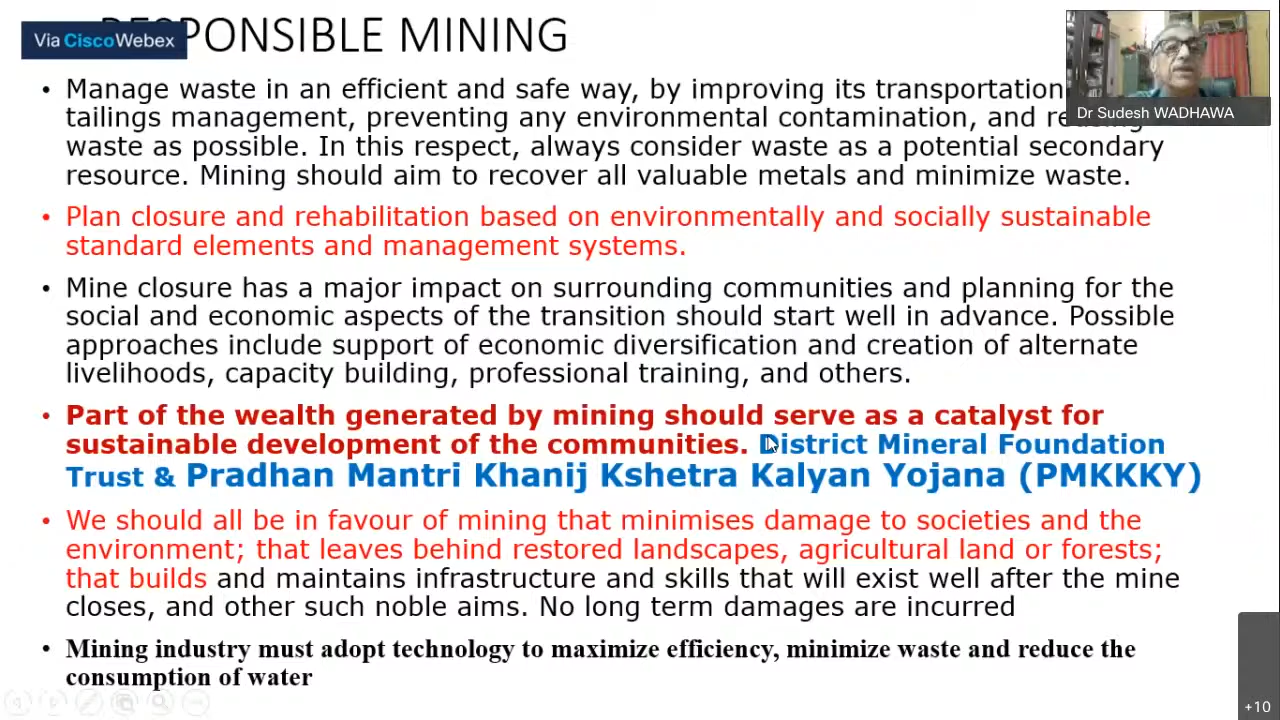 PONSIBLE MINING
Via Cisco Webex
Dr Sudesh WADHAWA
• Manage waste in an efficient and safe way, by improving its transportation
tailings management, preventing any environmental contamination, and
waste as possible. In this respect, always consider waste as a potential secondary
resource. Mining should aim to recover all valuable metals and minimize waste.
• Plan closure and rehabilitation based on environmentally and socially sustainable
standard elements and management systems.
• Mine closure has a major impact on surrounding communities and planning for the
social and economic aspects of the transition should start well in advance. Possible
approaches include support of economic diversification and creation of alternate
livelihoods, capacity building, professional training, and others.
• Part of the wealth generated by mining should serve as a catalyst for
sustainable development of the communities. District Mineral Foundation
Trust & Pradhan Mantri Khanij Kshetra Kalyan Yojana (PMKKKY)
• We should all be in favour of mining that minimises damage to societies and the
environment; that leaves behind restored landscapes, agricultural land or forests;
that builds and maintains infrastructure and skills that will exist well after the mine
closes, and other such noble aims. No long term damages are incurred
• Mining industry must adopt technology to maximize efficiency, minimize waste and reduce the
consumption of water
+10